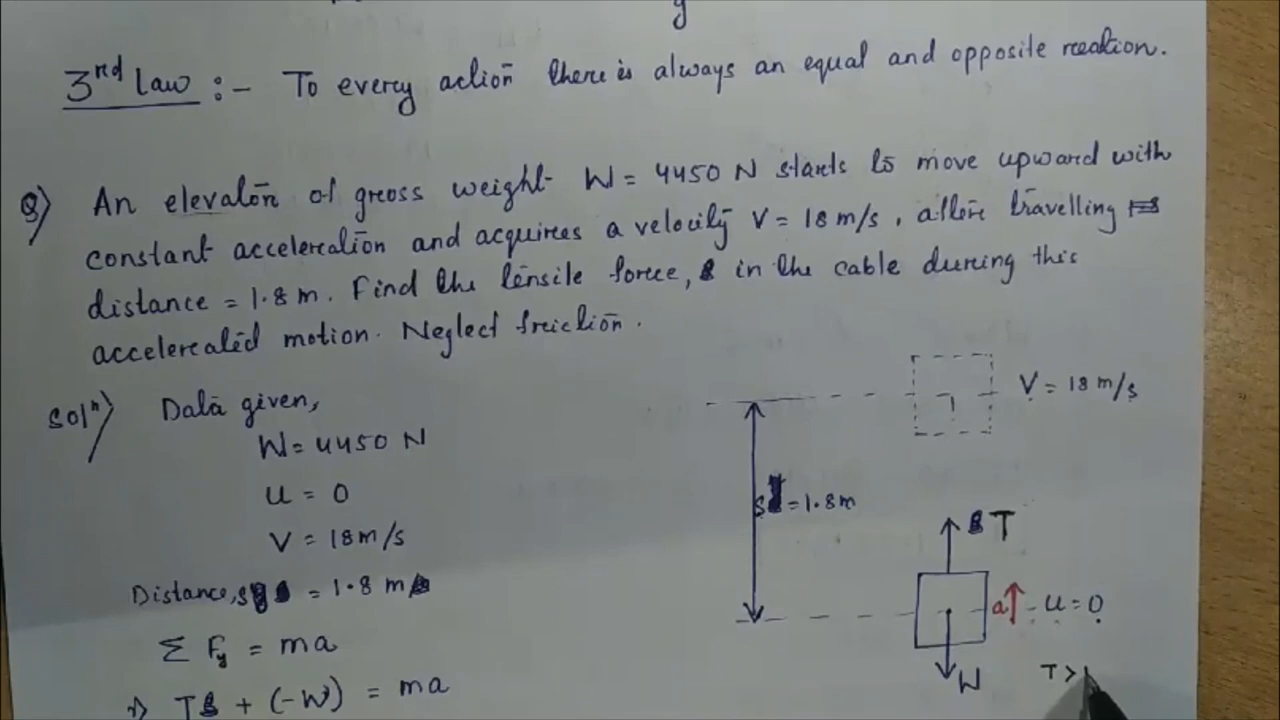 y
3rd Law :- To every action there is always an equal and opposite reaction.
Q) An elevator of gross weight W = 4450 N starts to move upward with
constant acceleration and acquires a velocity V = 18 m/s, after travelling
distance = 1.8 m. Find the tensile force, in the cable during this
accelerated motion. Neglect friction.
Solⁿ) Data given,
W = 4450 N
u = 0
V = 18 m/s
Distance, s = 1.8 m
Σ Fy = ma
⇒ T + (-W) = ma
V = 18 m/s
s = 1.8 m
T
a
u = 0
W
T >